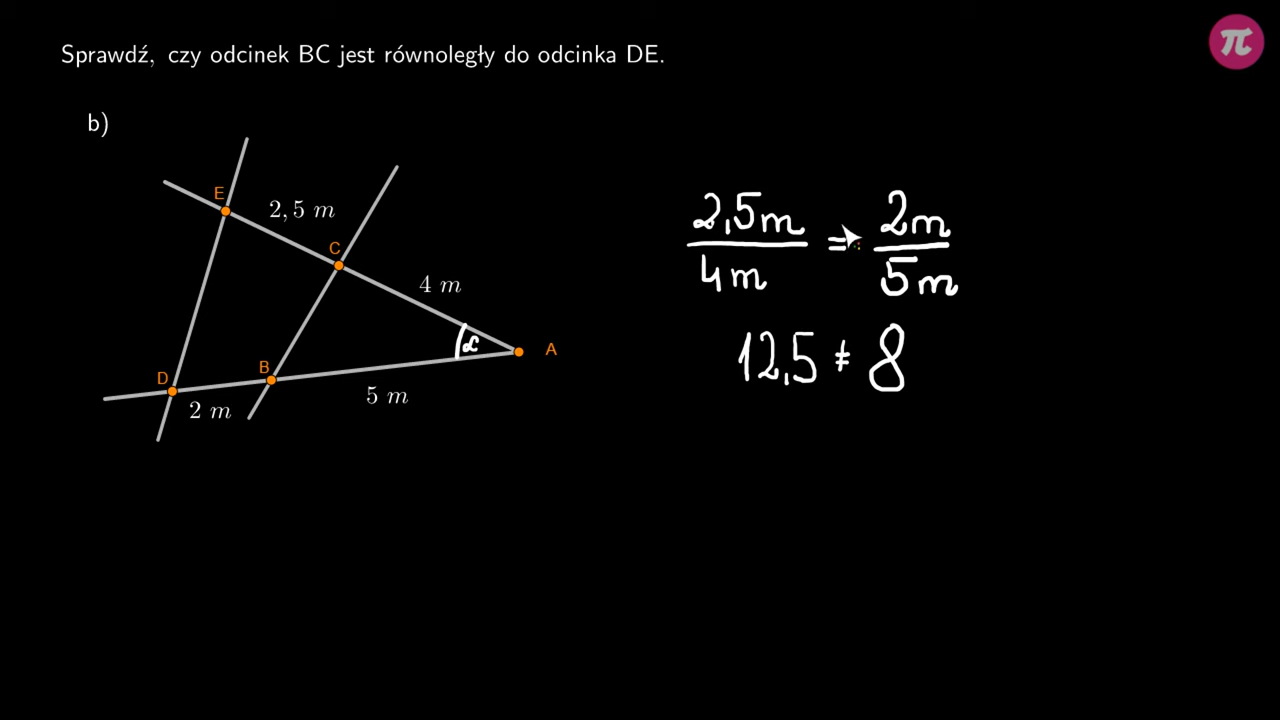 Sprawdź, czy odcinek BC jest równoległy do odcinka DE.
b)
E
2,5 m
C
4 m
α
A
D
B
2 m
5 m
2,5m / 4m = 2m / 5m
12,5 ≠ 8
π